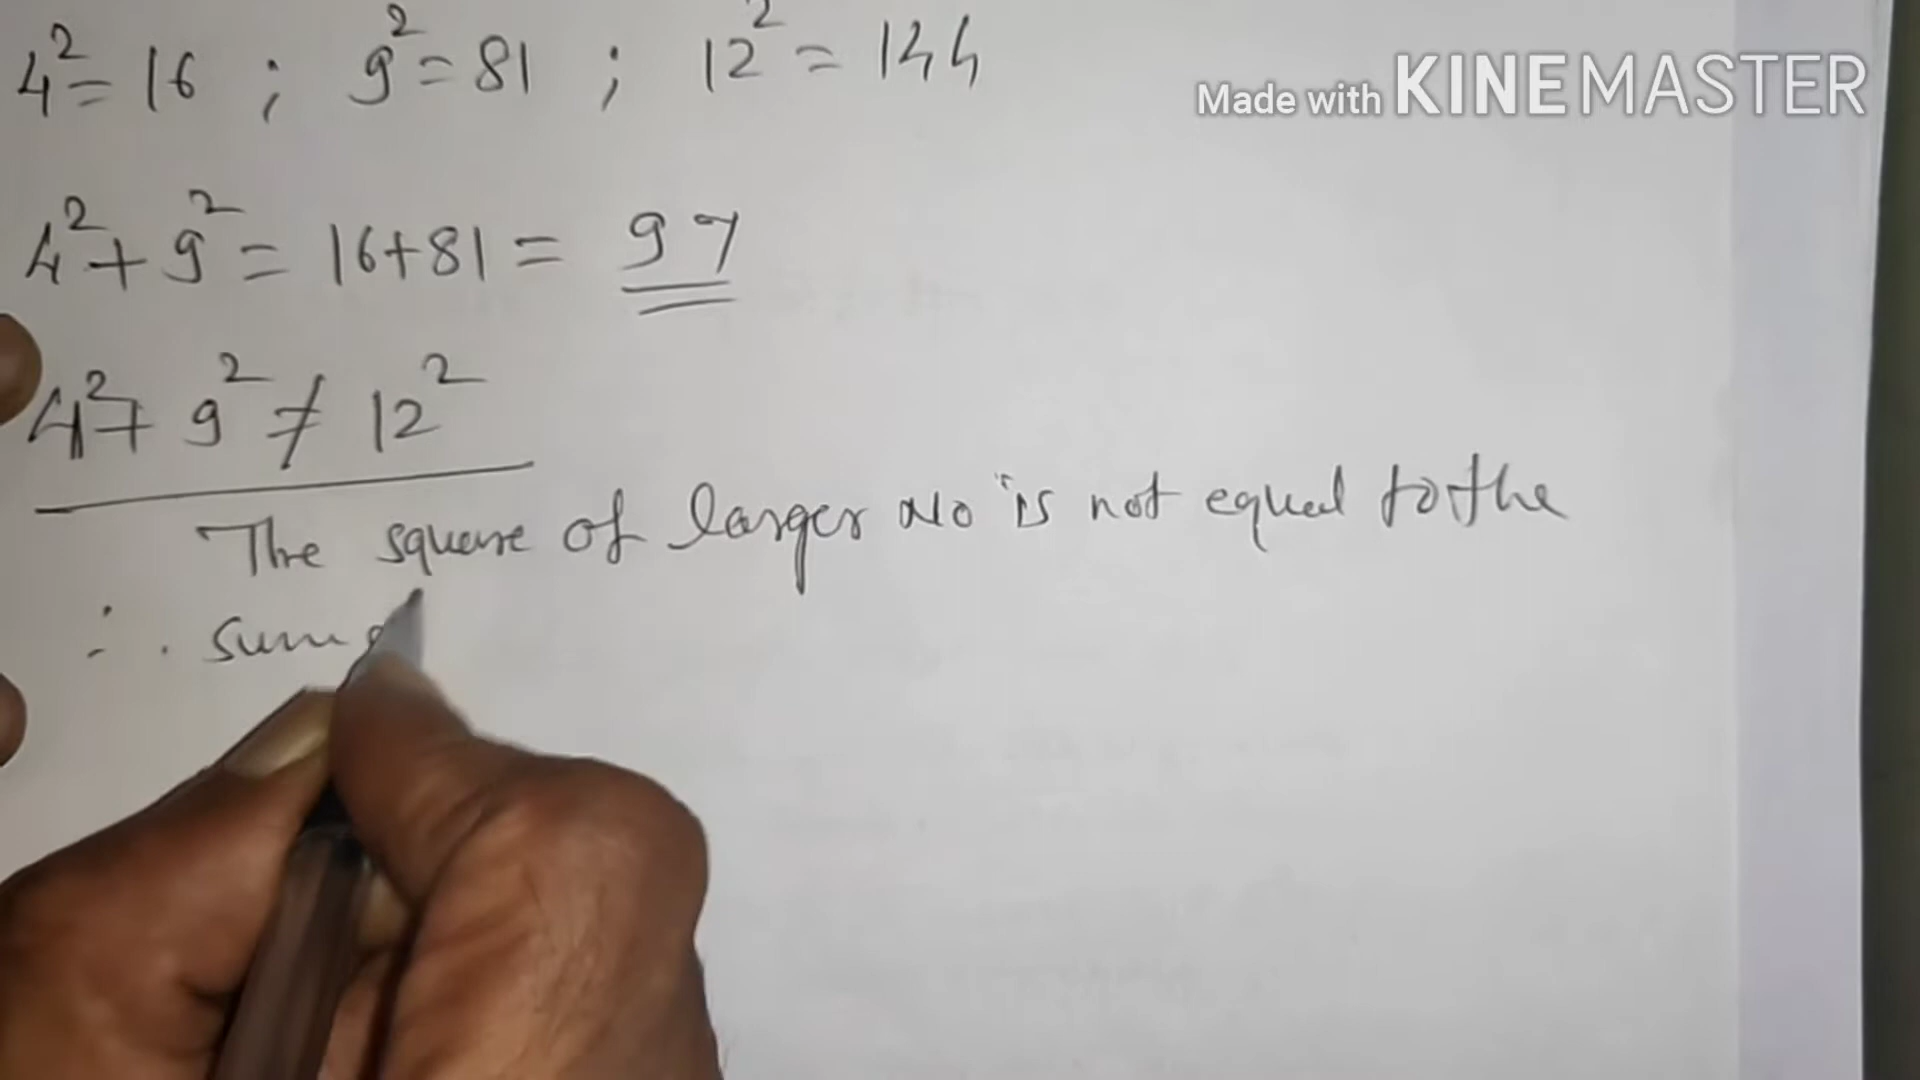 4² = 16 ; 9² = 81 ; 12² = 144
Made with KINEMASTER
4² + 9² = 16+81 = 97
4² + 9² ≠ 12²
The square of larger No is not equal to the
∴ sum